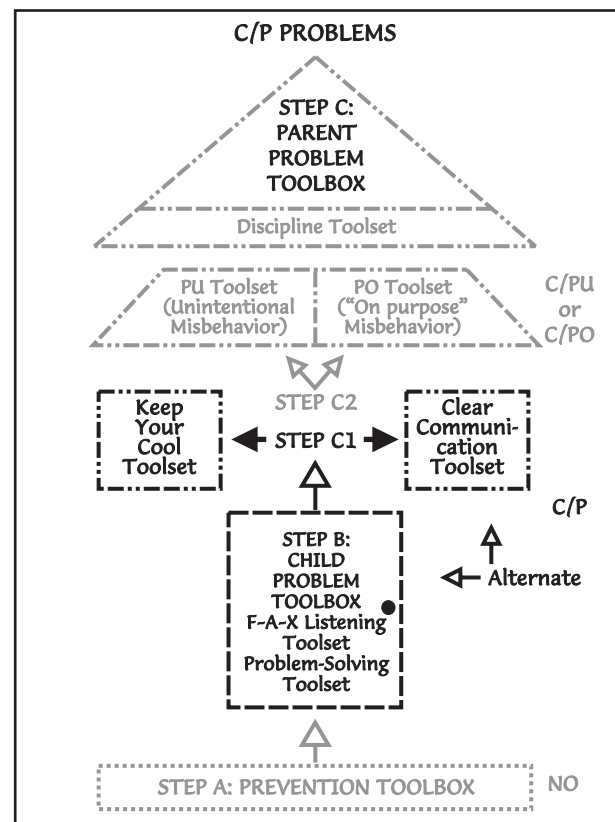 C/P PROBLEMS
STEP C:
PARENT
PROBLEM
TOOLBOX
Discipline Toolset
PU Toolset
(Unintentional
Misbehavior)
PO Toolset
("On purpose"
Misbehavior)
C/PU
or
C/PO
STEP C2
Keep
Your
Cool
Toolset
STEP C1
Clear
Communi-
cation
Toolset
C/P
STEP B:
CHILD
PROBLEM
TOOLBOX
F-A-X Listening
Toolset
Problem-Solving
Toolset
Alternate
STEP A: PREVENTION TOOLBOX
NO